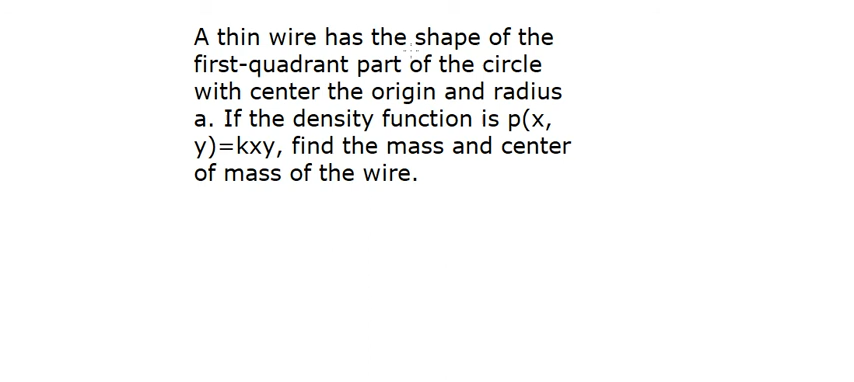 A thin wire has the shape of the
first-quadrant part of the circle
with center the origin and radius
a. If the density function is p(x,
y)=kxy, find the mass and center
of mass of the wire.